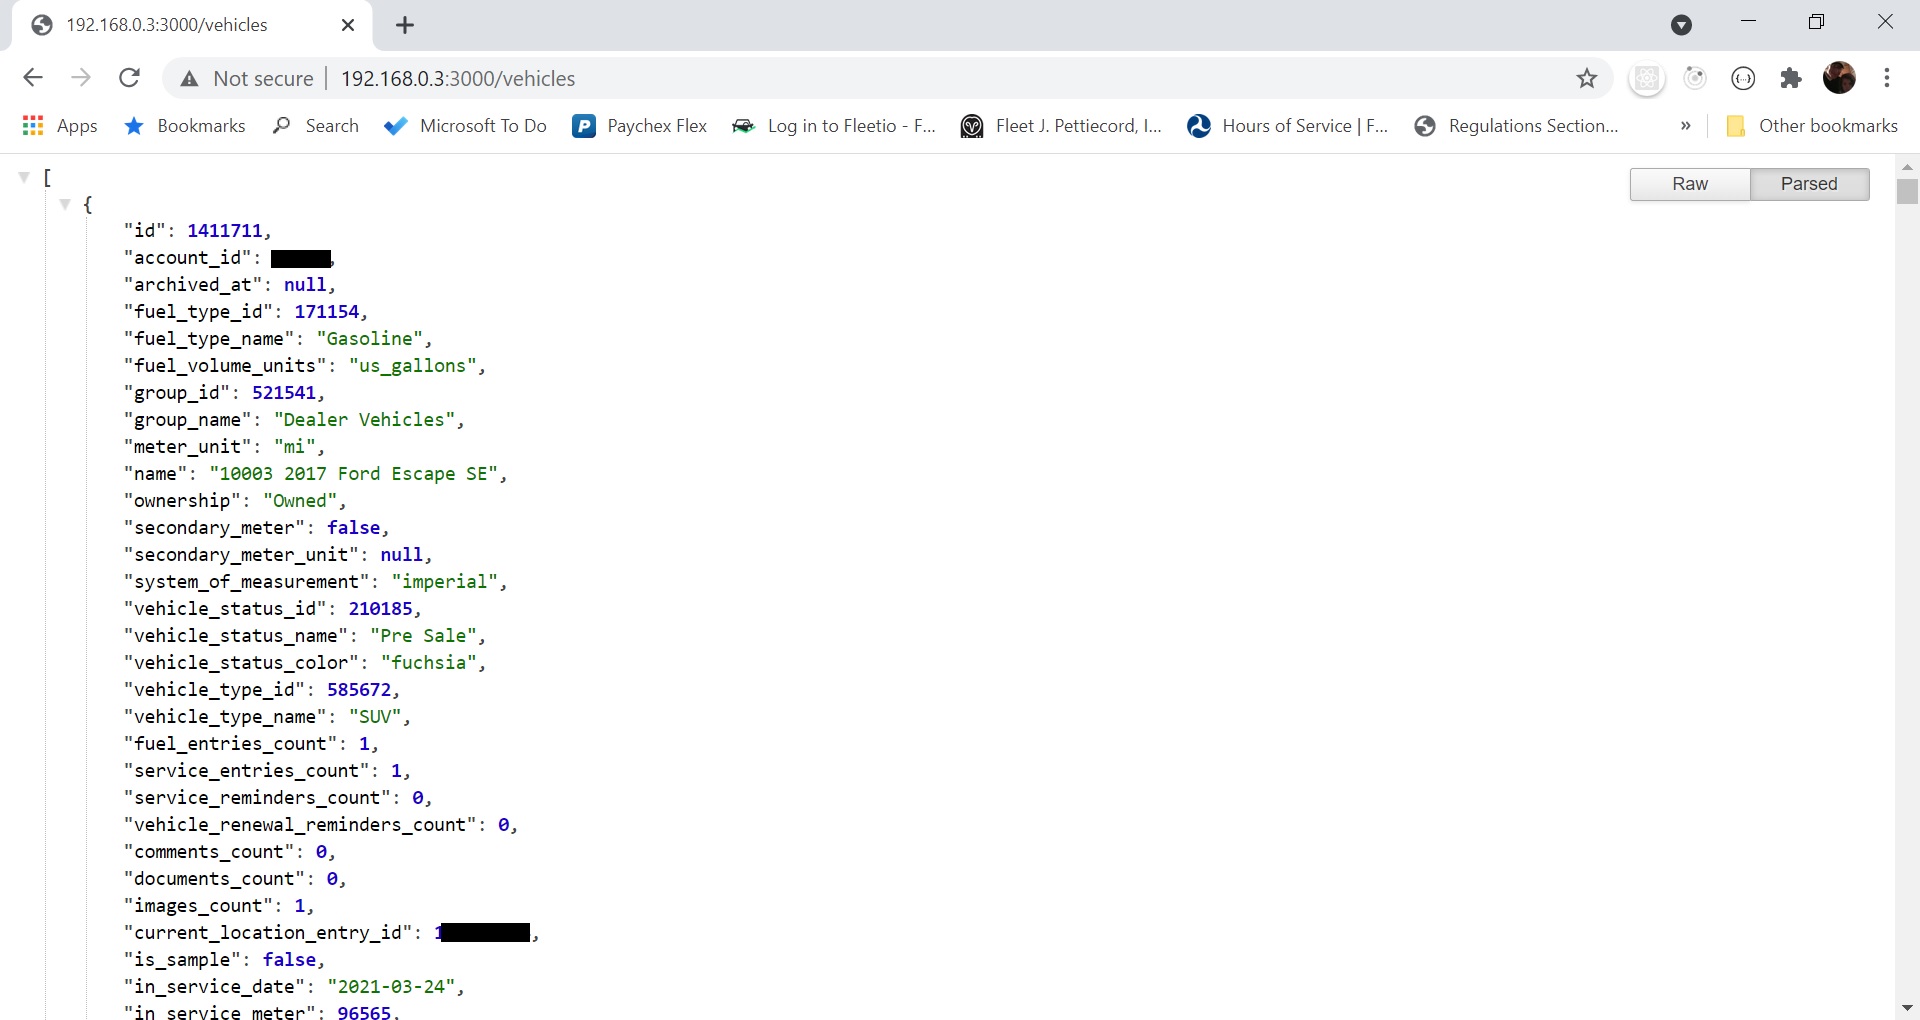 192.168.0.3:3000/vehicles
Not secure | 192.168.0.3:3000/vehicles
Apps Bookmarks Search Microsoft To Do Paychex Flex Log in to Fleetio - F... Fleet J. Pettiecord, I... Hours of Service | F... Regulations Section... » Other bookmarks
Raw Parsed
[
{
"id": 1411711,
"account_id": ,
"archived_at": null,
"fuel_type_id": 171154,
"fuel_type_name": "Gasoline",
"fuel_volume_units": "us_gallons",
"group_id": 521541,
"group_name": "Dealer Vehicles",
"meter_unit": "mi",
"name": "10003 2017 Ford Escape SE",
"ownership": "Owned",
"secondary_meter": false,
"secondary_meter_unit": null,
"system_of_measurement": "imperial",
"vehicle_status_id": 210185,
"vehicle_status_name": "Pre Sale",
"vehicle_status_color": "fuchsia",
"vehicle_type_id": 585672,
"vehicle_type_name": "SUV",
"fuel_entries_count": 1,
"service_entries_count": 1,
"service_reminders_count": 0,
"vehicle_renewal_reminders_count": 0,
"comments_count": 0,
"documents_count": 0,
"images_count": 1,
"current_location_entry_id": 1 ,
"is_sample": false,
"in_service_date": "2021-03-24",
"in_service_meter": 96565,